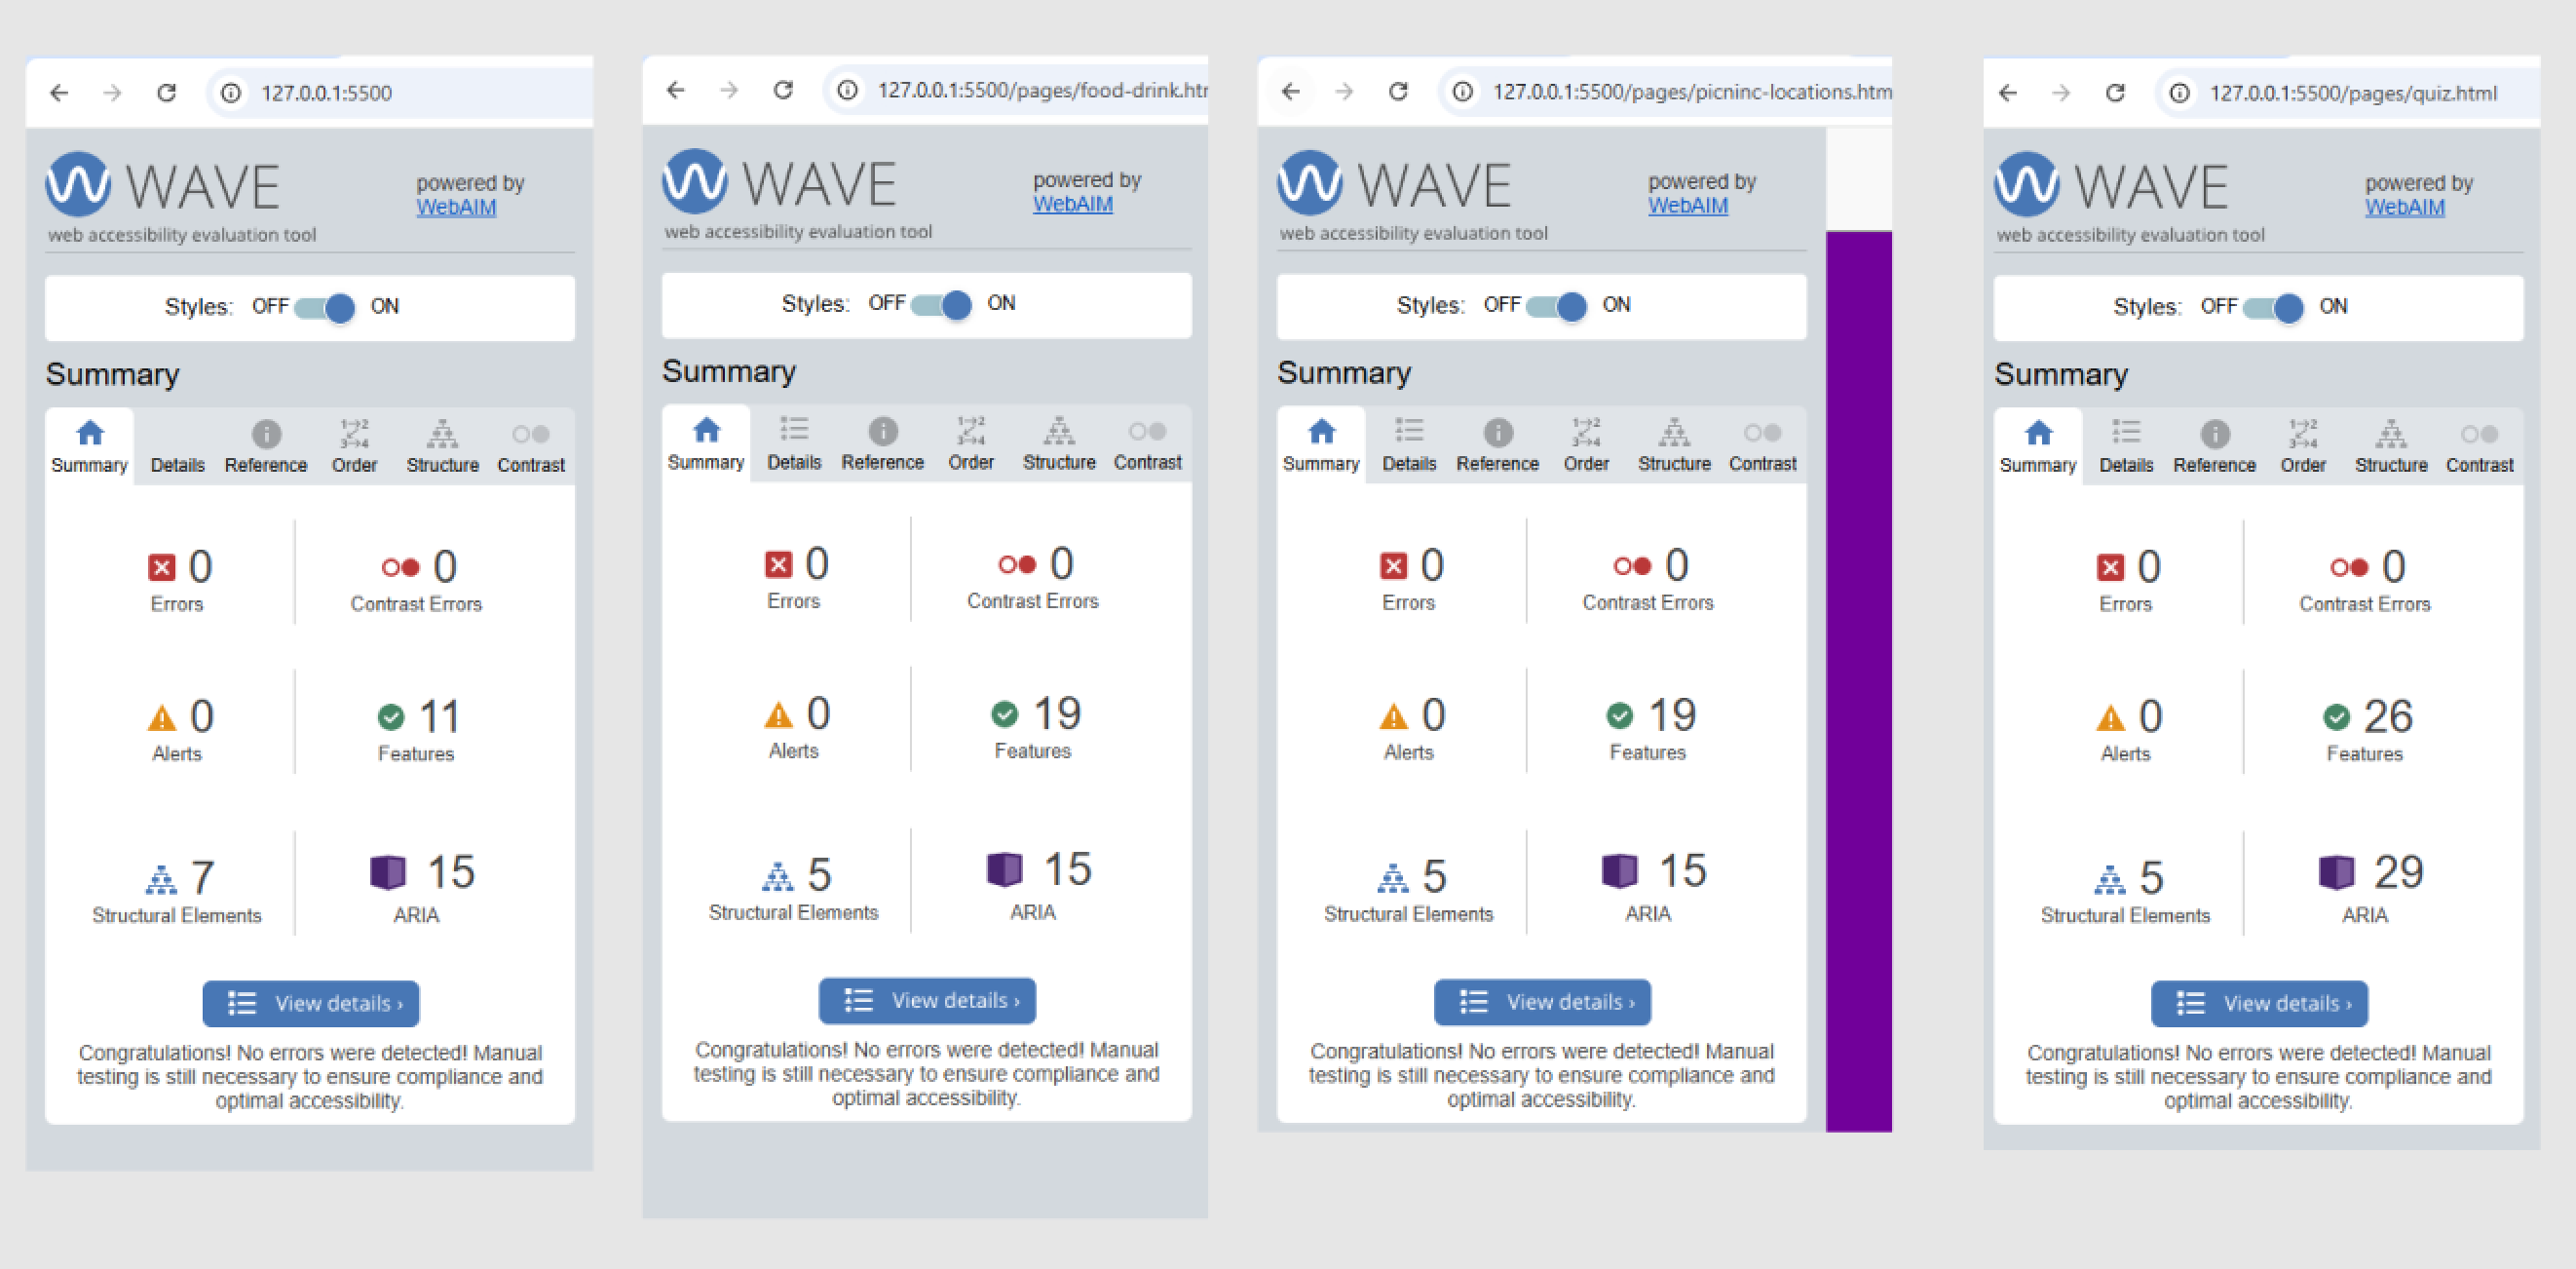 127.0.0.1:5500
WAVE
powered by
WebAIM
web accessibility evaluation tool
Styles: OFF ON
Summary
Summary Details Reference Order Structure Contrast
0 0
Errors Contrast Errors
0 11
Alerts Features
7 15
Structural Elements ARIA
View details ›
Congratulations! No errors were detected! Manual
testing is still necessary to ensure compliance and
optimal accessibility.
127.0.0.1:5500/pages/food-drink.htm
WAVE
powered by
WebAIM
web accessibility evaluation tool
Styles: OFF ON
Summary
Summary Details Reference Order Structure Contrast
0 0
Errors Contrast Errors
0 19
Alerts Features
5 15
Structural Elements ARIA
View details ›
Congratulations! No errors were detected! Manual
testing is still necessary to ensure compliance and
optimal accessibility.
127.0.0.1:5500/pages/picninc-locations.htm
WAVE
powered by
WebAIM
web accessibility evaluation tool
Styles: OFF ON
Summary
Summary Details Reference Order Structure Contrast
0 0
Errors Contrast Errors
0 19
Alerts Features
5 15
Structural Elements ARIA
View details ›
Congratulations! No errors were detected! Manual
testing is still necessary to ensure compliance and
optimal accessibility.
127.0.0.1:5500/pages/quiz.html
WAVE
powered by
WebAIM
web accessibility evaluation tool
Styles: OFF ON
Summary
Summary Details Reference Order Structure Contrast
0 0
Errors Contrast Errors
0 26
Alerts Features
5 29
Structural Elements ARIA
View details ›
Congratulations! No errors were detected! Manual
testing is still necessary to ensure compliance and
optimal accessibility.